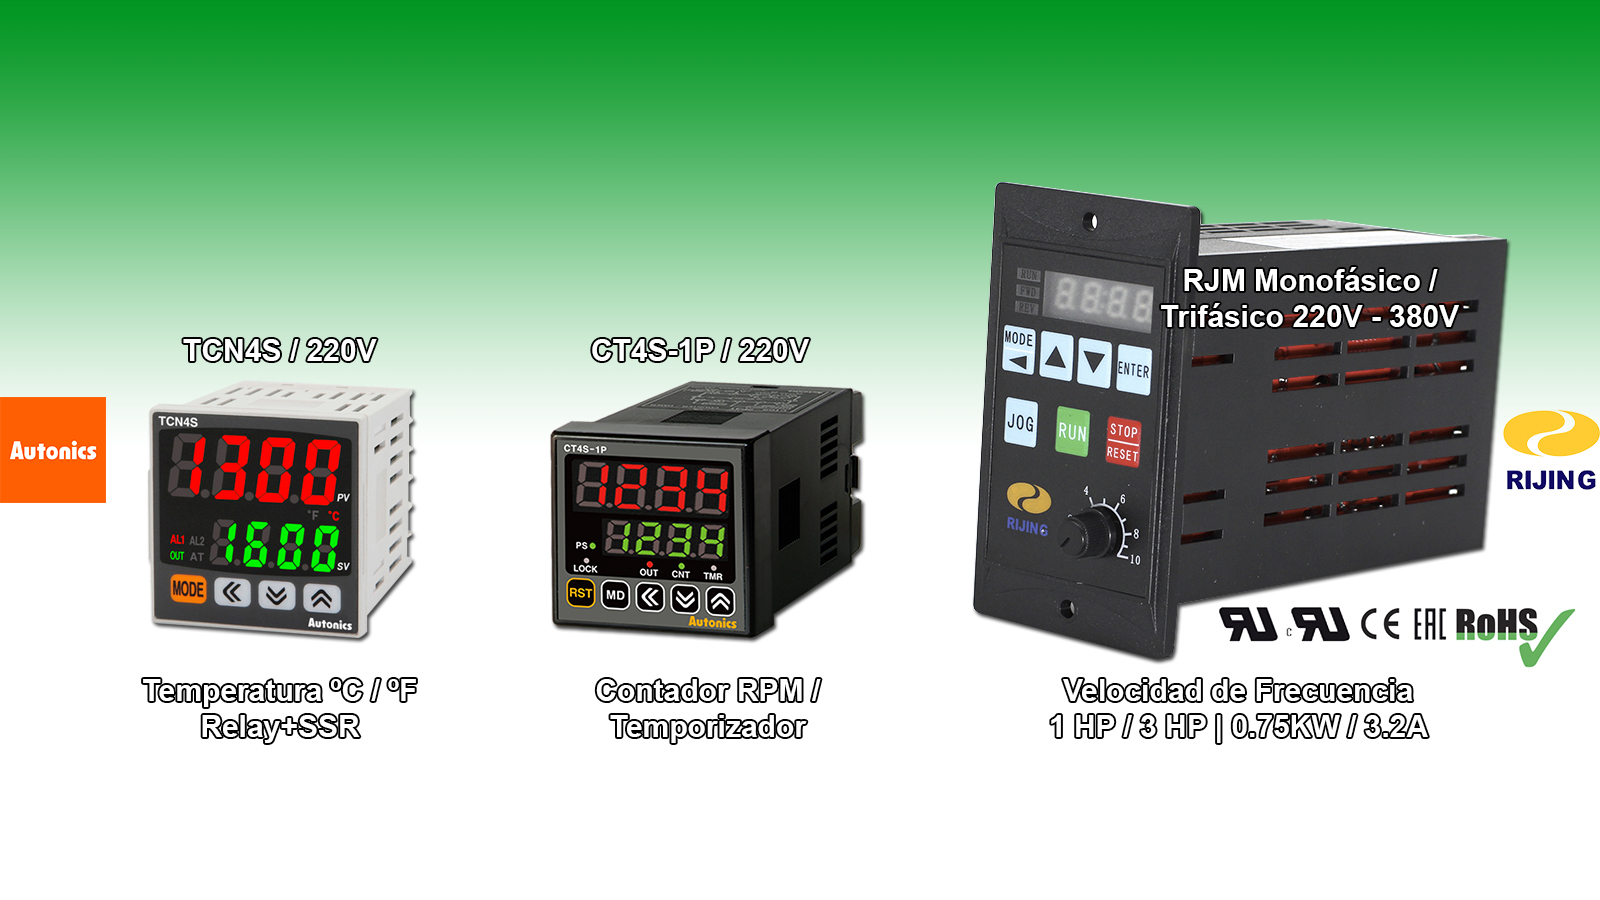 TCN4S / 220V
Autonics
TCN4S
1300
PV
°F °C
AL1 AL2
OUT AT
1600
SV
MODE
Autonics
Temperatura ºC / ºF
Relay+SSR
CT4S-1P / 220V
CT4S-1P
1234
1234
PS
LOCK
OUT CNT TMR
RST MD
Autonics
Contador RPM /
Temporizador
RJM Monofásico /
Trifásico 220V - 380V
RUN
FWD
REV
8.8.8.8
MODE
ENTER
JOG
RUN
STOP
RESET
RIJING
4 6
8
10
RIJING
c
CE EAC RoHS
Velocidad de Frecuencia
1 HP / 3 HP | 0.75KW / 3.2A